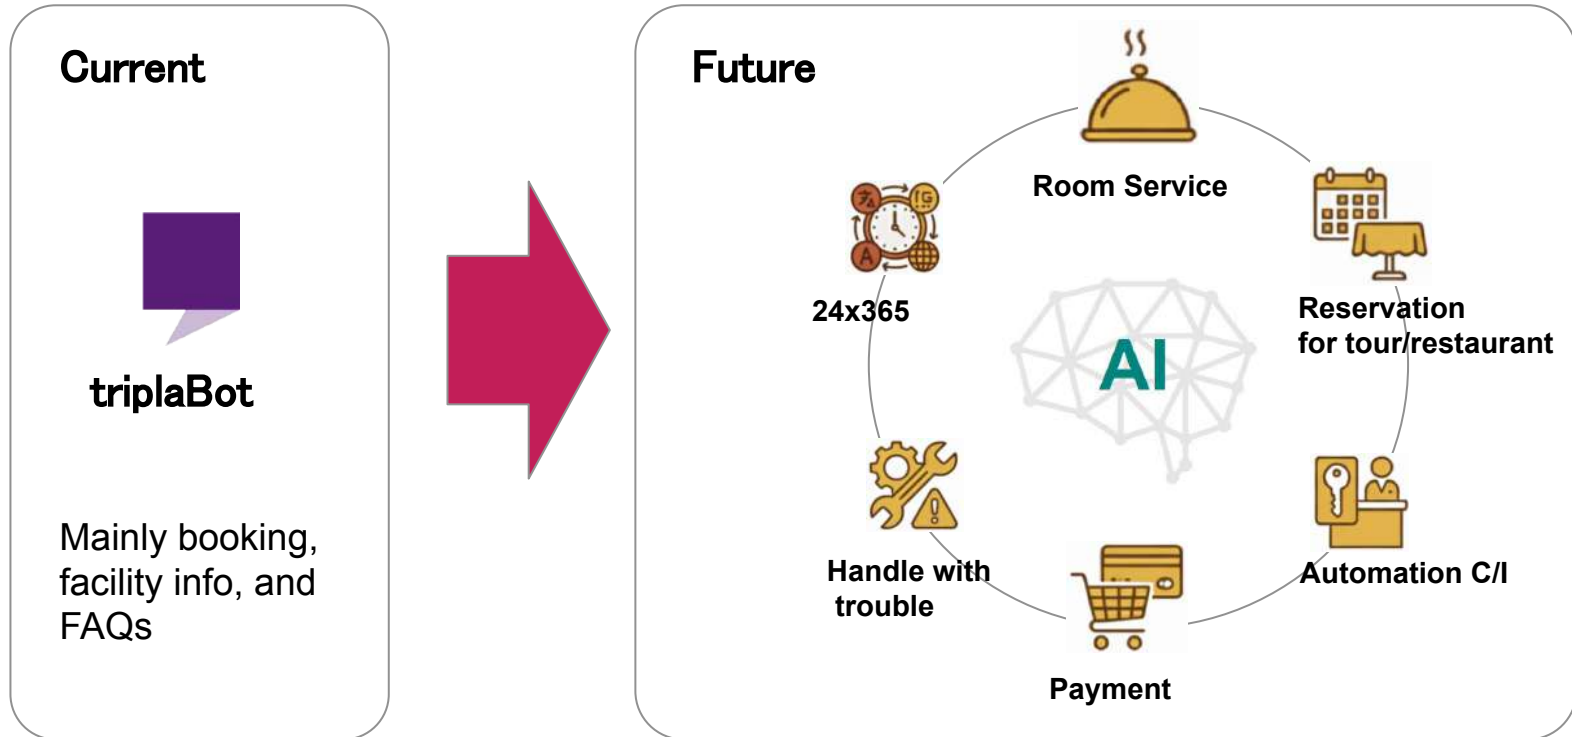 Current
triplaBot
Mainly booking,
facility info, and
FAQs
Future
Room Service
Reservation
for tour/restaurant
Automation C/I
Payment
Handle with
trouble
24x365
AI